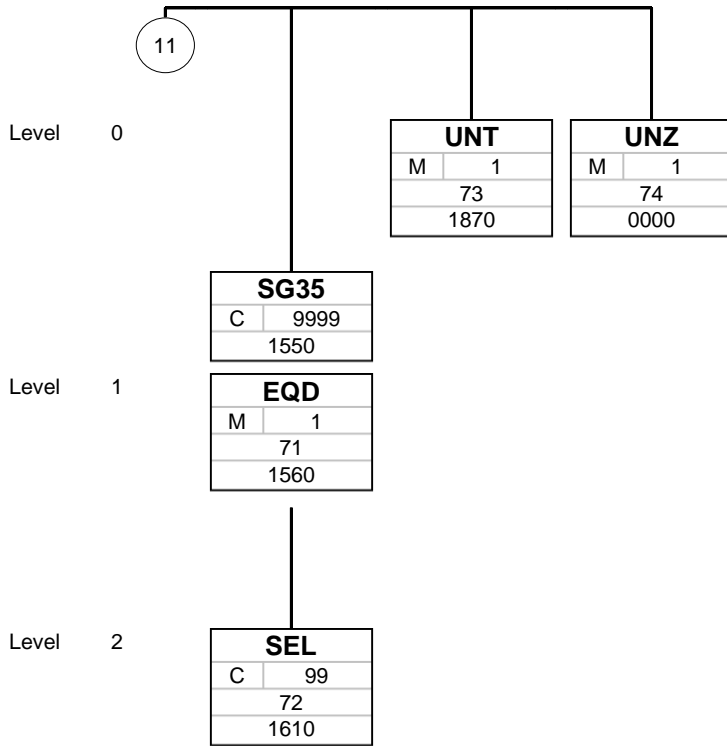 11
Level 0
UNT UNZ
M 1 M 1
73 74
1870 0000
SG35
C 9999
1550
Level 1
EQD
M 1
71
1560
Level 2
SEL
C 99
72
1610